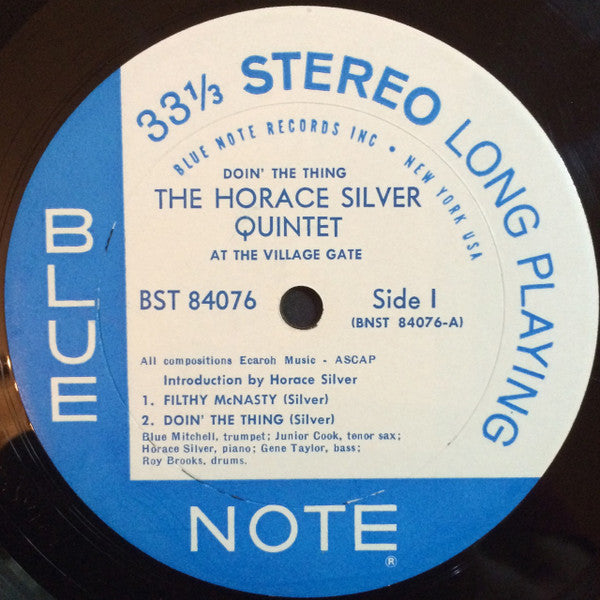 33⅓ STEREO LONG PLAYING
BLUE NOTE RECORDS INC • NEW YORK USA
DOIN' THE THING
THE HORACE SILVER
QUINTET
AT THE VILLAGE GATE
BST 84076
Side I
(BNST 84076-A)
All compositions Ecaroh Music - ASCAP
Introduction by Horace Silver
1. FILTHY McNASTY (Silver)
2. DOIN' THE THING (Silver)
Blue Mitchell, trumpet; Junior Cook, tenor sax;
Horace Silver, piano; Gene Taylor, bass;
Roy Brooks, drums.
BLUE
NOTE®